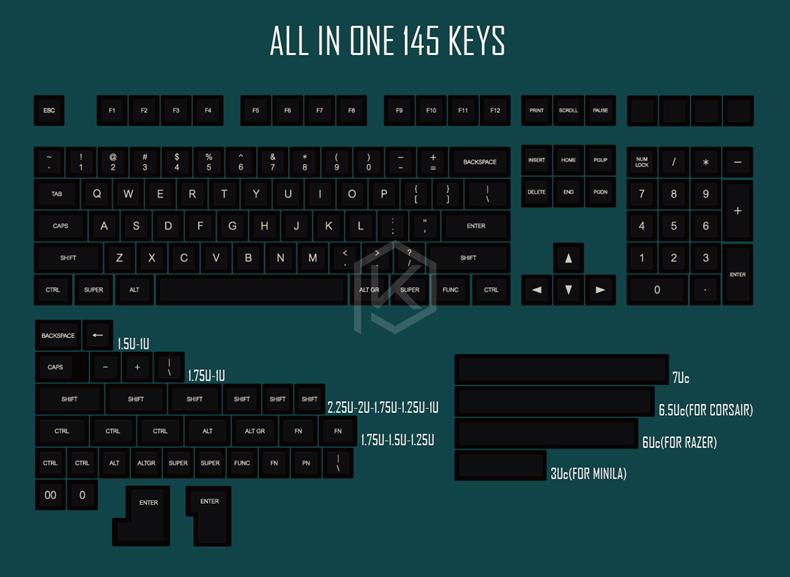 ALL IN ONE 145 KEYS
ESC F1 F2 F3 F4 F5 F6 F7 F8 F9 F10 F11 F12 PRINT SCROLL PAUSE
~ ! @ # $ % ^ & * ( ) – +
` 1 2 3 4 5 6 7 8 9 0 - = BACKSPACE INSERT HOME PGUP NUM LOCK / * –
TAB Q W E R T Y U I O P { [ } ] | \ DELETE END PGDN 7 8 9 +
CAPS A S D F G H J K L : ; " ' ENTER 4 5 6
SHIFT Z X C V B N M < , > . ? / SHIFT ▲ 1 2 3 ENTER
CTRL SUPER ALT ALT GR SUPER FUNC CTRL ◄ ▼ ► 0 .
BACKSPACE ← 1.5U-1U
CAPS – + | \ 1.75U-1U
SHIFT SHIFT SHIFT SHIFT SHIFT SHIFT 2.25U-2U-1.75U-1.25U-1U
CTRL CTRL CTRL ALT ALT GR FN FN 1.75U-1.5U-1.25U
CTRL CTRL ALT ALTGR SUPER SUPER FUNC FN PN | \
00 0 ENTER ENTER
7Uc
6.5Uc(FOR CORSAIR)
6Uc(FOR RAZER)
3Uc(FOR MINILA)